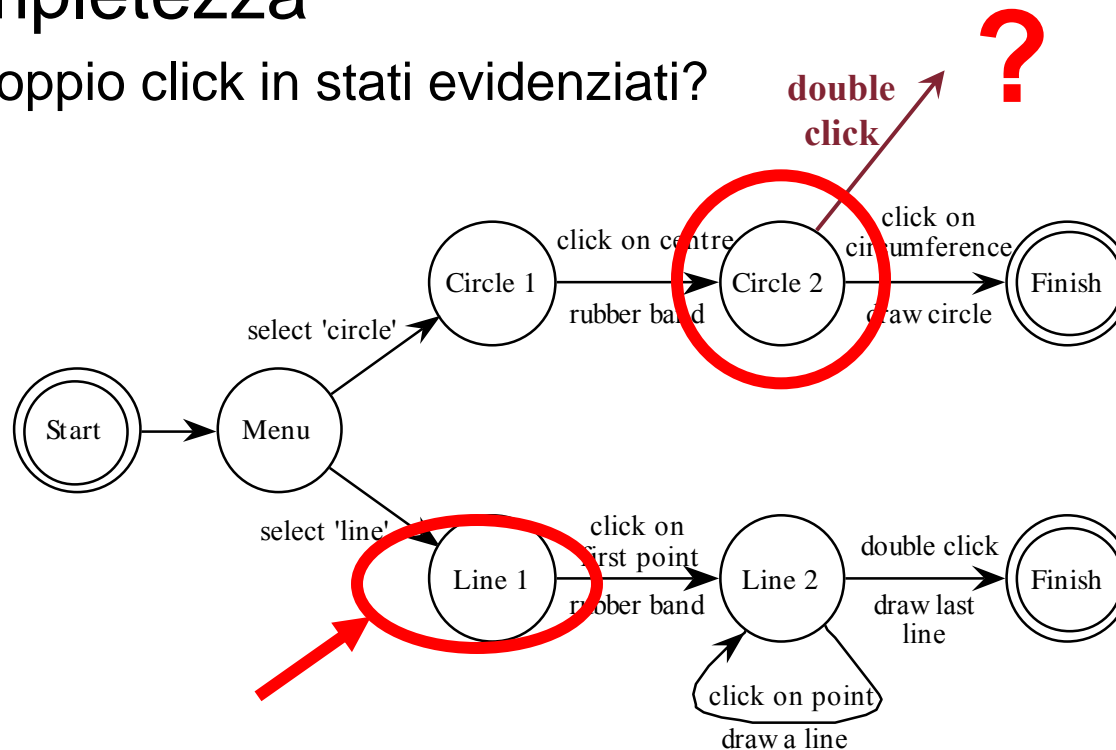 oppio click in stati evidenziati?
?
double
click
click on centre
rubber band
click on
circumference
draw circle
Circle 1
Circle 2
Finish
select 'circle'
Start
Menu
select 'line'
Line 1
click on
first point
rubber band
Line 2
double click
draw last
line
Finish
click on point
draw a line